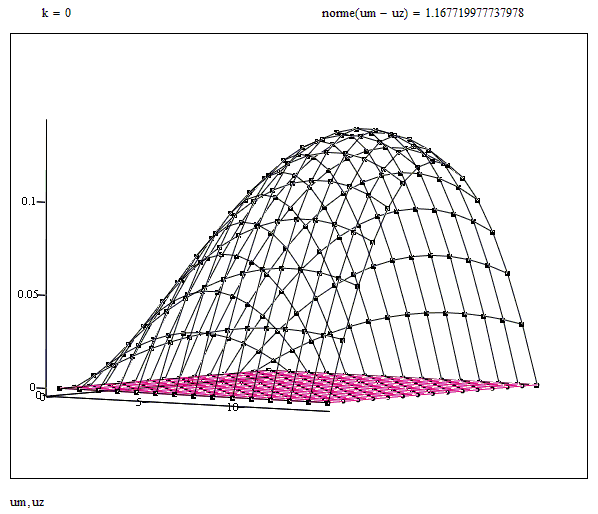 k = 0
norme(um − uz) = 1.167719977737978
0.1
0.05
0
0
5
10
um,uz